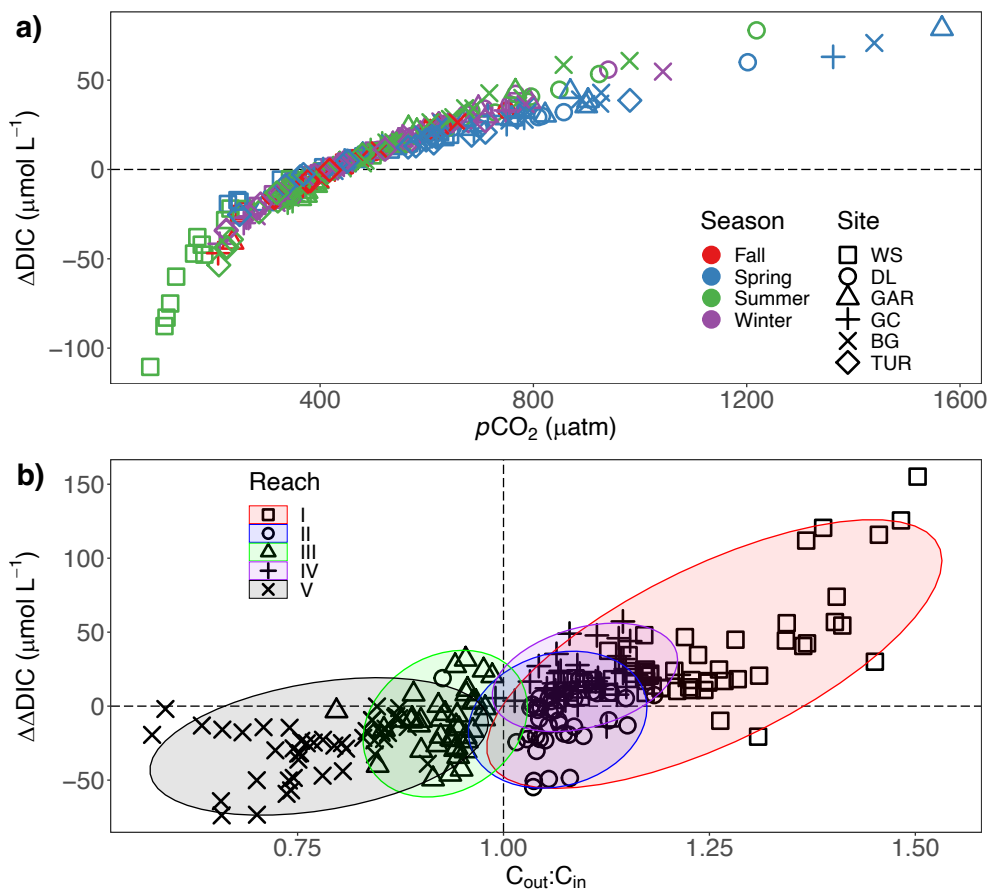 a)
ΔDIC (μmol L⁻¹)
50
0
−50
−100
Season
Fall
Spring
Summer
Winter
Site
WS
DL
GAR
GC
BG
TUR
400
800
1200
1600
pCO₂ (μatm)
b)
ΔΔDIC (μmol L⁻¹)
150
100
50
0
−50
Reach
I
II
III
IV
V
0.75
1.00
1.25
1.50
C_out:C_in